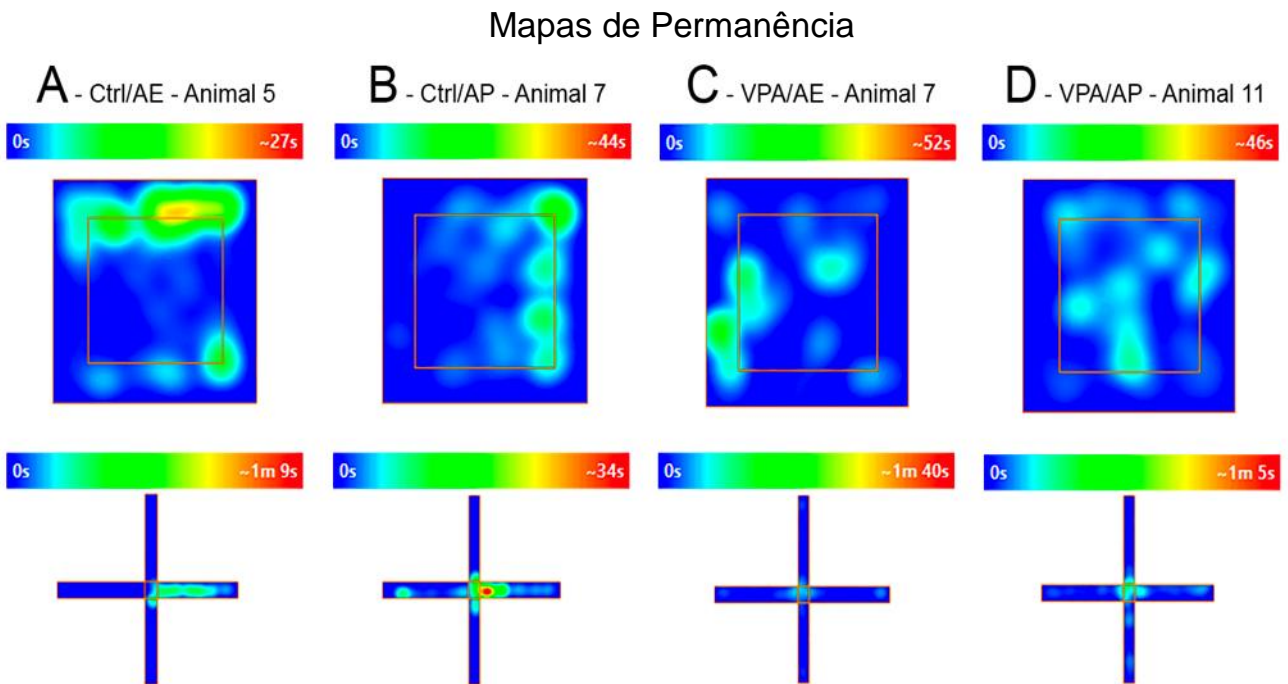 Mapas de Permanência
A - Ctrl/AE - Animal 5
B - Ctrl/AP - Animal 7
C - VPA/AE - Animal 7
D - VPA/AP - Animal 11
0s ~27s
0s ~44s
0s ~52s
0s ~46s
0s ~1m 9s
0s ~34s
0s ~1m 40s
0s ~1m 5s